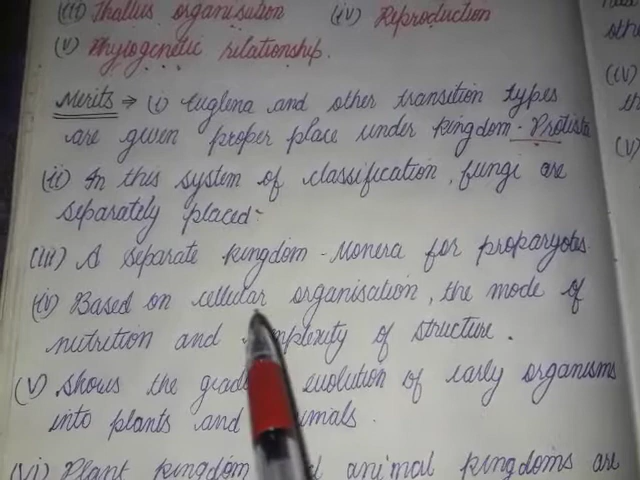 (iii) Thallus organisation (iv) Reproduction
(v) Phylogenetic relationship.
Merits → (i) Euglena and other transition types
are given proper place under kingdom - Protista
(ii) In this system of classification, fungi are
separately placed-
(iii) A separate kingdom - Monera for prokaryotes
(iv) Based on cellular organisation, the mode of
nutrition and complexity of structure.
(v) Shows the evolution of early organisms
into plants and
(vi) Plant kingdom animal kingdoms are
othe
(iv)
th
(v)